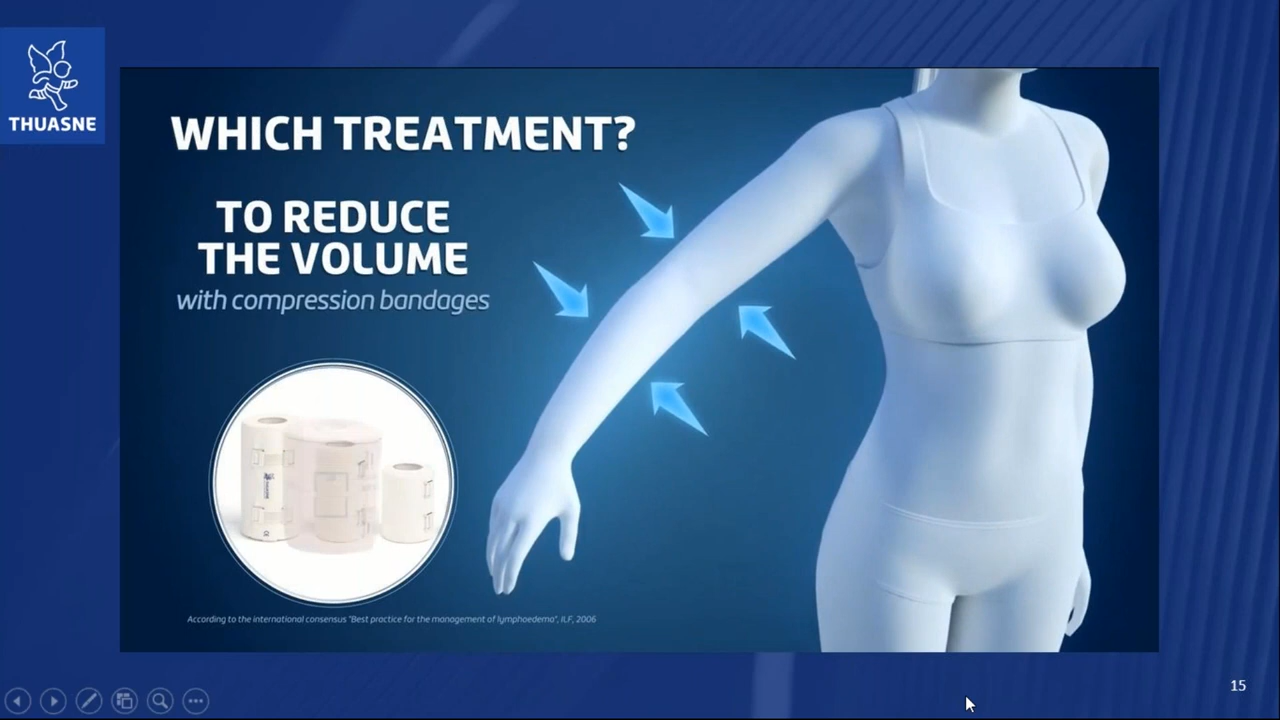 THUASNE
WHICH TREATMENT?
TO REDUCE
THE VOLUME
with compression bandages
According to the international consensus "Best practice for the management of lymphoedema", ILF, 2006
15